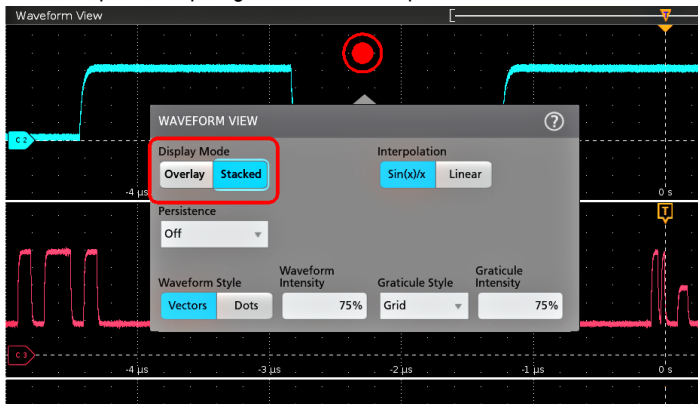 Waveform View
C 2
WAVEFORM VIEW
?
Display Mode
Interpolation
Overlay
Stacked
Sin(x)/x
Linear
-4 µs
0 s
Persistence
T
Off
Waveform Style
Waveform Intensity
Graticule Style
Graticule Intensity
Vectors
Dots
75%
Grid
75%
C 3
-4 µs
-3 µs
-2 µs
-1 µs
0 s